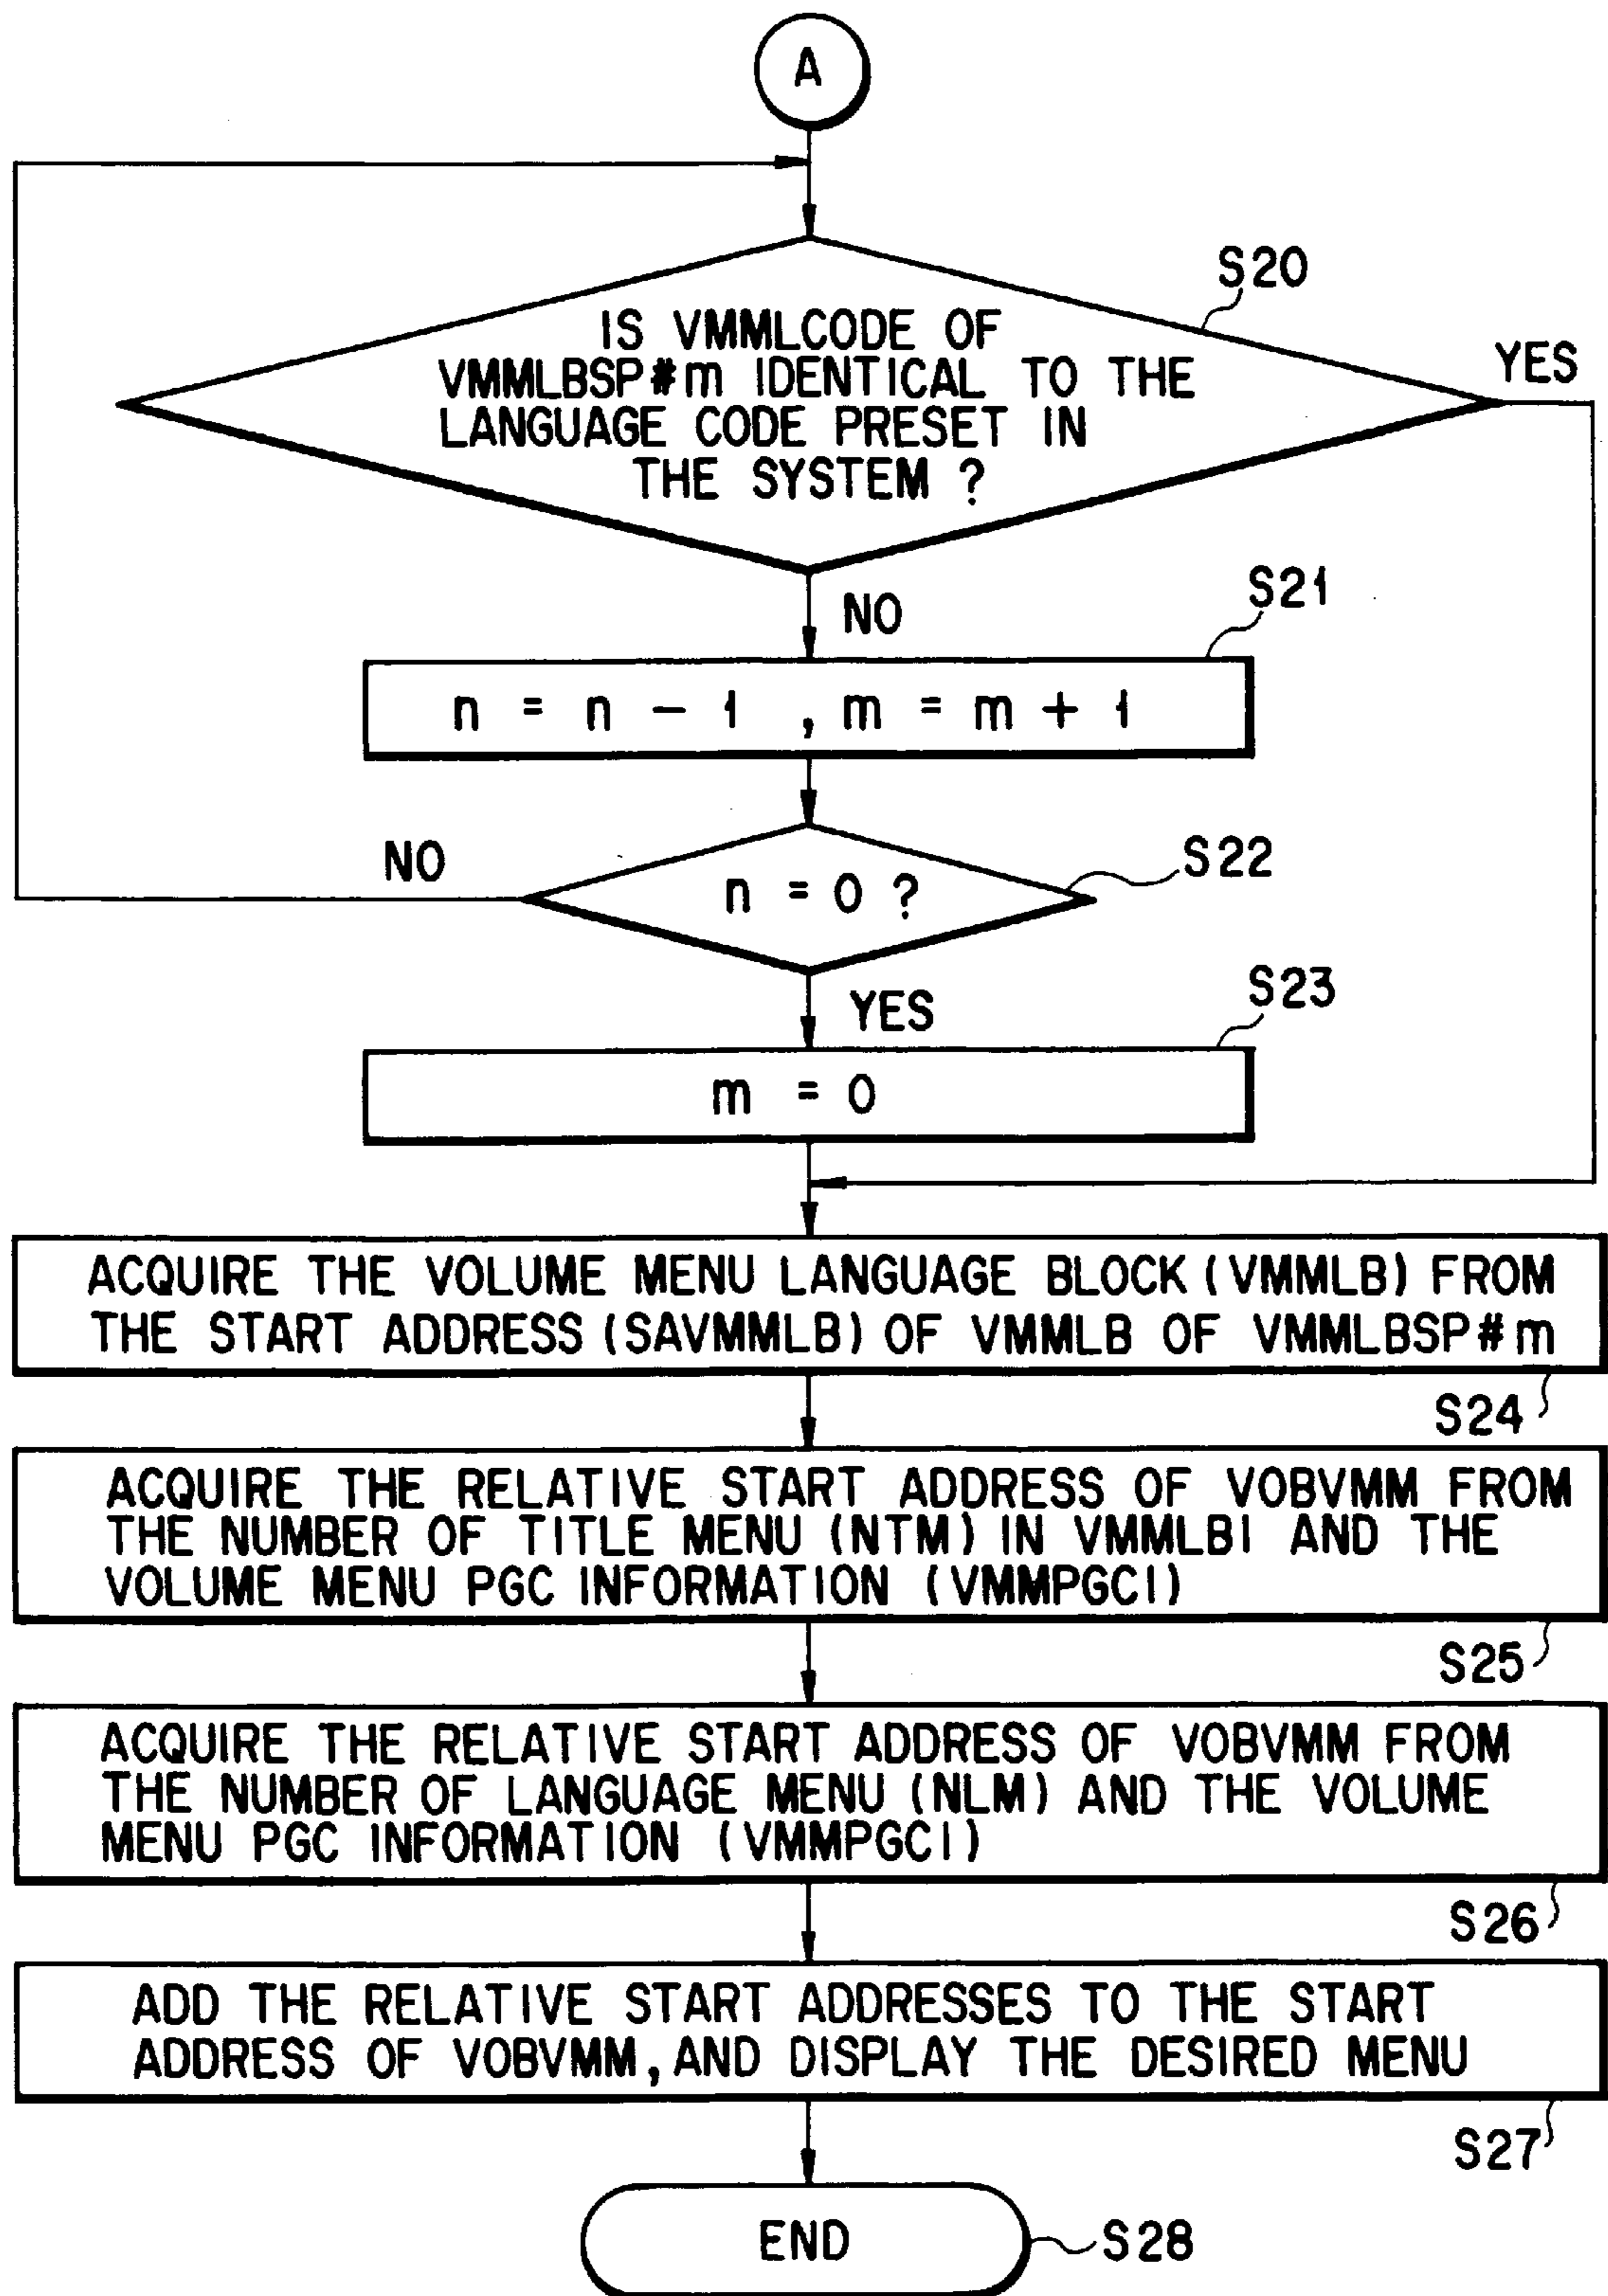 A
S20
IS VMMLCODE OF
VMMLBSP#m IDENTICAL TO THE
LANGUAGE CODE PRESET IN
THE SYSTEM ?
YES
NO
S21
n = n - 1 , m = m + 1
NO
S22
n = 0 ?
YES
S23
m = 0
ACQUIRE THE VOLUME MENU LANGUAGE BLOCK (VMMLB) FROM
THE START ADDRESS (SAVMMLB) OF VMMLB OF VMMLBSP#m
S24
ACQUIRE THE RELATIVE START ADDRESS OF VOBVMM FROM
THE NUMBER OF TITLE MENU (NTM) IN VMMLBI AND THE
VOLUME MENU PGC INFORMATION (VMMPGCI)
S25
ACQUIRE THE RELATIVE START ADDRESS OF VOBVMM FROM
THE NUMBER OF LANGUAGE MENU (NLM) AND THE VOLUME
MENU PGC INFORMATION (VMMPGCI)
S26
ADD THE RELATIVE START ADDRESSES TO THE START
ADDRESS OF VOBVMM, AND DISPLAY THE DESIRED MENU
S27
END
S28